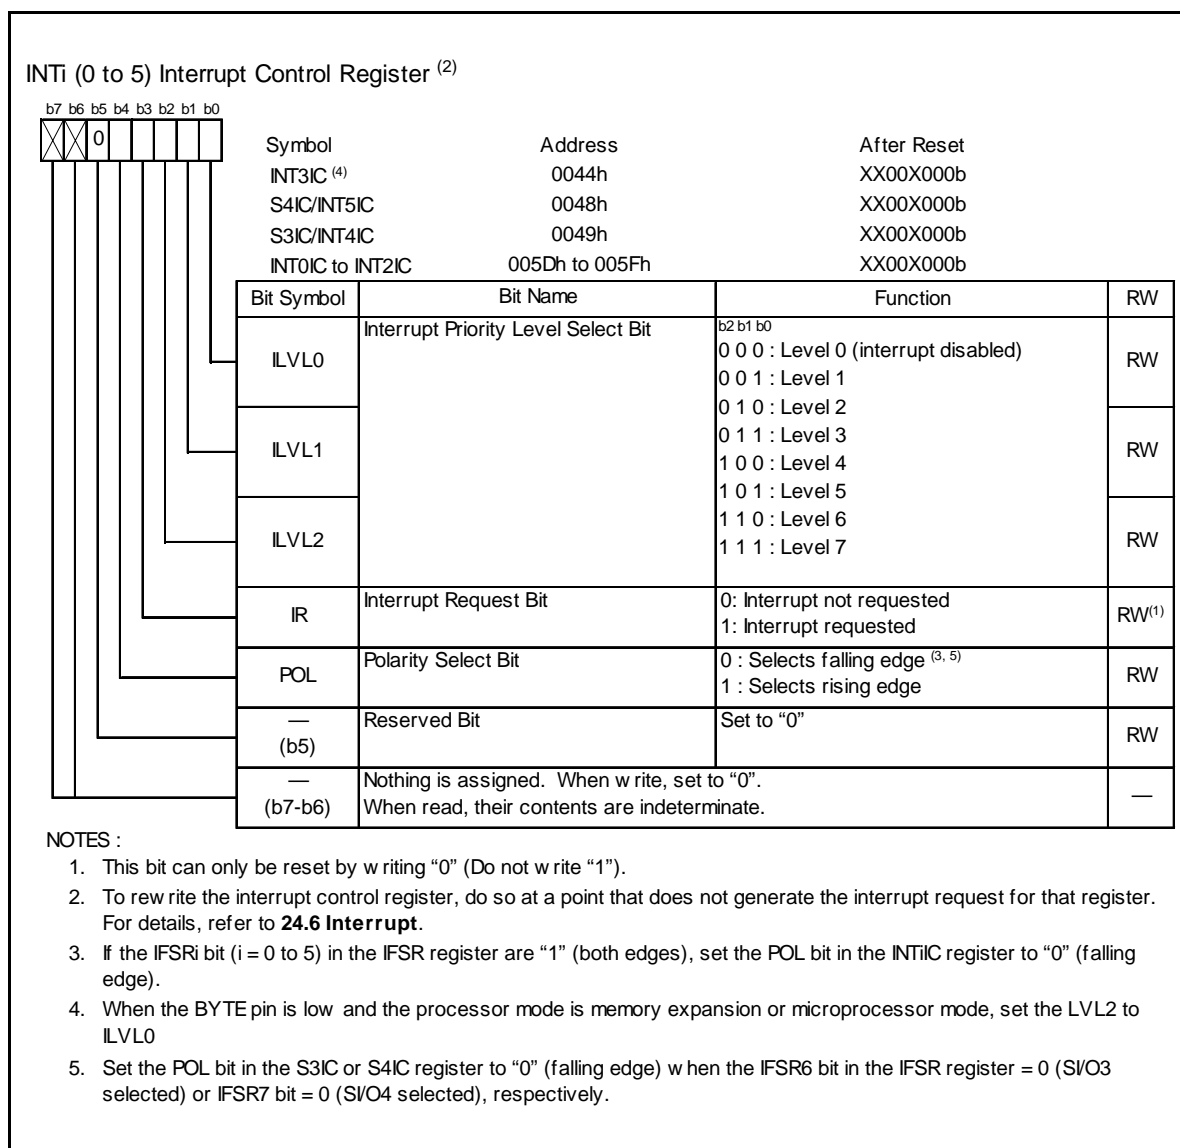 INTi (0 to 5) Interrupt Control Register (2)
b7 b6 b5 b4 b3 b2 b1 b0
0
Symbol Address After Reset
INT3IC (4) 0044h XX00X000b
S4IC/INT5IC 0048h XX00X000b
S3IC/INT4IC 0049h XX00X000b
INT0IC to INT2IC 005Dh to 005Fh XX00X000b
Bit Symbol Bit Name Function RW
ILVL0 Interrupt Priority Level Select Bit b2 b1 b0
0 0 0 : Level 0 (interrupt disabled) RW
0 0 1 : Level 1
0 1 0 : Level 2
ILVL1 0 1 1 : Level 3 RW
1 0 0 : Level 4
1 0 1 : Level 5
ILVL2 1 1 0 : Level 6 RW
1 1 1 : Level 7
IR Interrupt Request Bit 0: Interrupt not requested RW(1)
1: Interrupt requested
POL Polarity Select Bit 0 : Selects falling edge (3, 5) RW
1 : Selects rising edge
— Reserved Bit Set to “0” RW
(b5)
— Nothing is assigned. When write, set to “0”. —
(b7-b6) When read, their contents are indeterminate.
NOTES :
1. This bit can only be reset by writing “0” (Do not write “1”).
2. To rewrite the interrupt control register, do so at a point that does not generate the interrupt request for that register.
For details, refer to 24.6 Interrupt.
3. If the IFSRi bit (i = 0 to 5) in the IFSR register are “1” (both edges), set the POL bit in the INTiIC register to “0” (falling
edge).
4. When the BYTE pin is low and the processor mode is memory expansion or microprocessor mode, set the LVL2 to
ILVL0
5. Set the POL bit in the S3IC or S4IC register to “0” (falling edge) when the IFSR6 bit in the IFSR register = 0 (SI/O3
selected) or IFSR7 bit = 0 (SI/O4 selected), respectively.